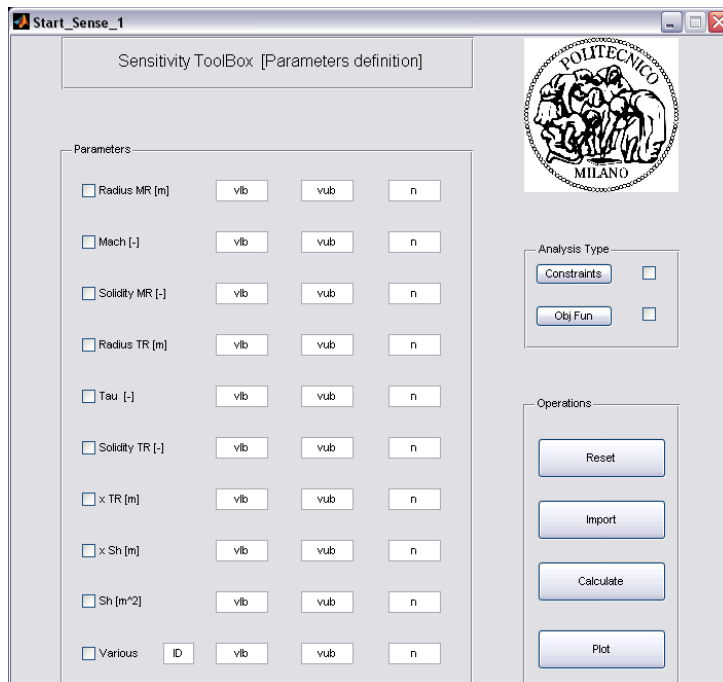 Start_Sense_1
Sensitivity ToolBox [Parameters definition]
POLITECNICO
MILANO
Parameters
Radius MR [m] vlb vub n
Mach [-] vlb vub n
Solidity MR [-] vlb vub n
Radius TR [m] vlb vub n
Tau [-] vlb vub n
Solidity TR [-] vlb vub n
x TR [m] vlb vub n
x Sh [m] vlb vub n
Sh [m^2] vlb vub n
Various ID vlb vub n
Analysis Type
Constraints
Obj Fun
Operations
Reset
Import
Calculate
Plot